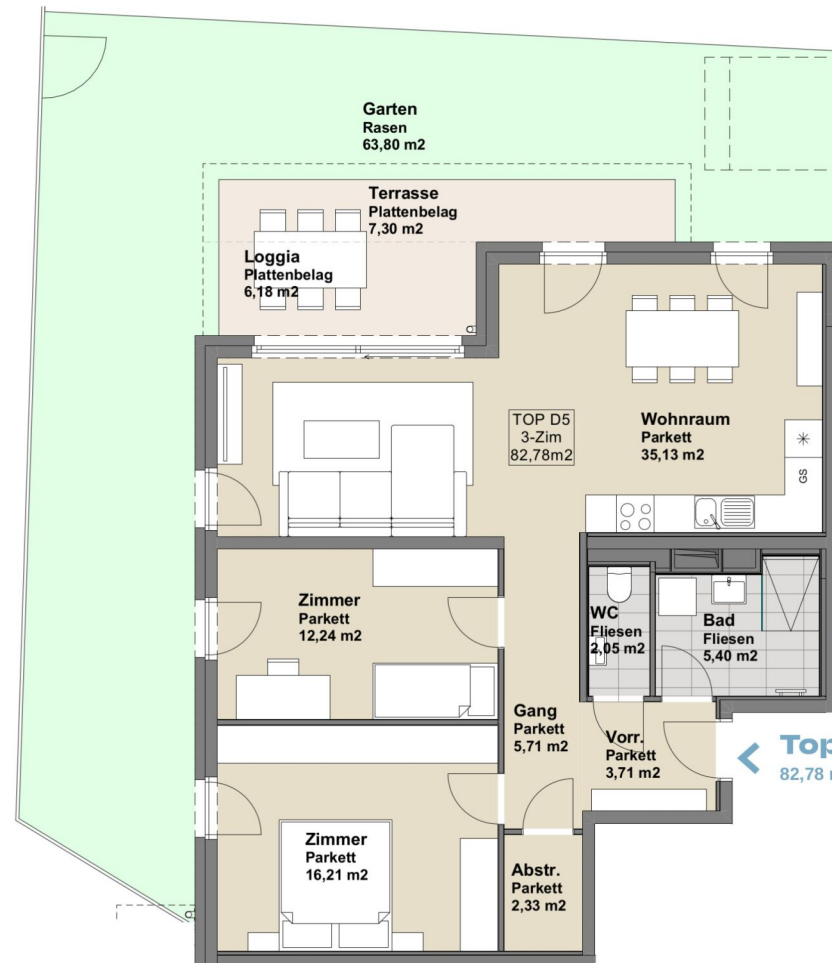 Garten
Rasen
63,80 m2
Terrasse
Plattenbelag
7,30 m2
Loggia
Plattenbelag
6,18 m2
TOP D5
3-Zim
82,78m2
Wohnraum
Parkett
35,13 m2
GS
Zimmer
Parkett
12,24 m2
WC
Fliesen
2,05 m2
Bad
Fliesen
5,40 m2
Gang
Parkett
5,71 m2
Vorr.
Parkett
3,71 m2
Top
82,78 m
Zimmer
Parkett
16,21 m2
Abstr.
Parkett
2,33 m2